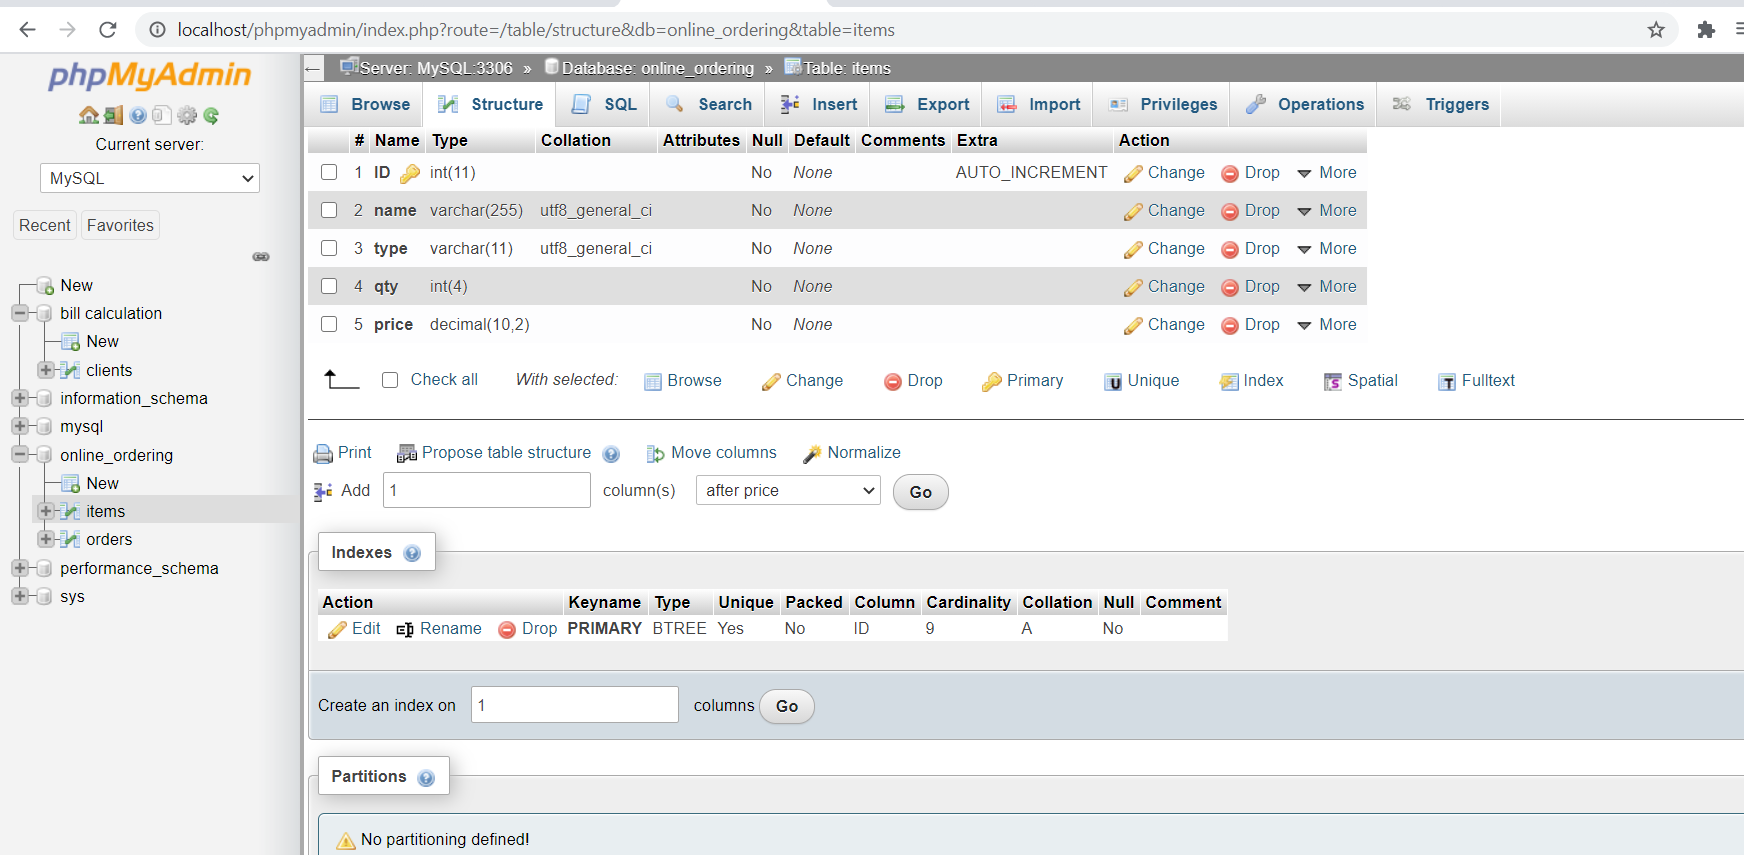 localhost/phpmyadmin/index.php?route=/table/structure&db=online_ordering&table=items
phpMyAdmin
Current server:
MySQL
Recent Favorites
New
bill calculation
New
clients
information_schema
mysql
online_ordering
New
items
orders
performance_schema
sys
Server: MySQL:3306 » Database: online_ordering » Table: items
Browse Structure SQL Search Insert Export Import Privileges Operations Triggers
# Name Type Collation Attributes Null Default Comments Extra Action
1 ID int(11) No None AUTO_INCREMENT Change Drop More
2 name varchar(255) utf8_general_ci No None Change Drop More
3 type varchar(11) utf8_general_ci No None Change Drop More
4 qty int(4) No None Change Drop More
5 price decimal(10,2) No None Change Drop More
Check all With selected: Browse Change Drop Primary Unique Index Spatial Fulltext
Print Propose table structure Move columns Normalize
Add 1 column(s) after price Go
Indexes
Action Keyname Type Unique Packed Column Cardinality Collation Null Comment
Edit Rename Drop PRIMARY BTREE Yes No ID 9 A No
Create an index on 1 columns Go
Partitions
No partitioning defined!